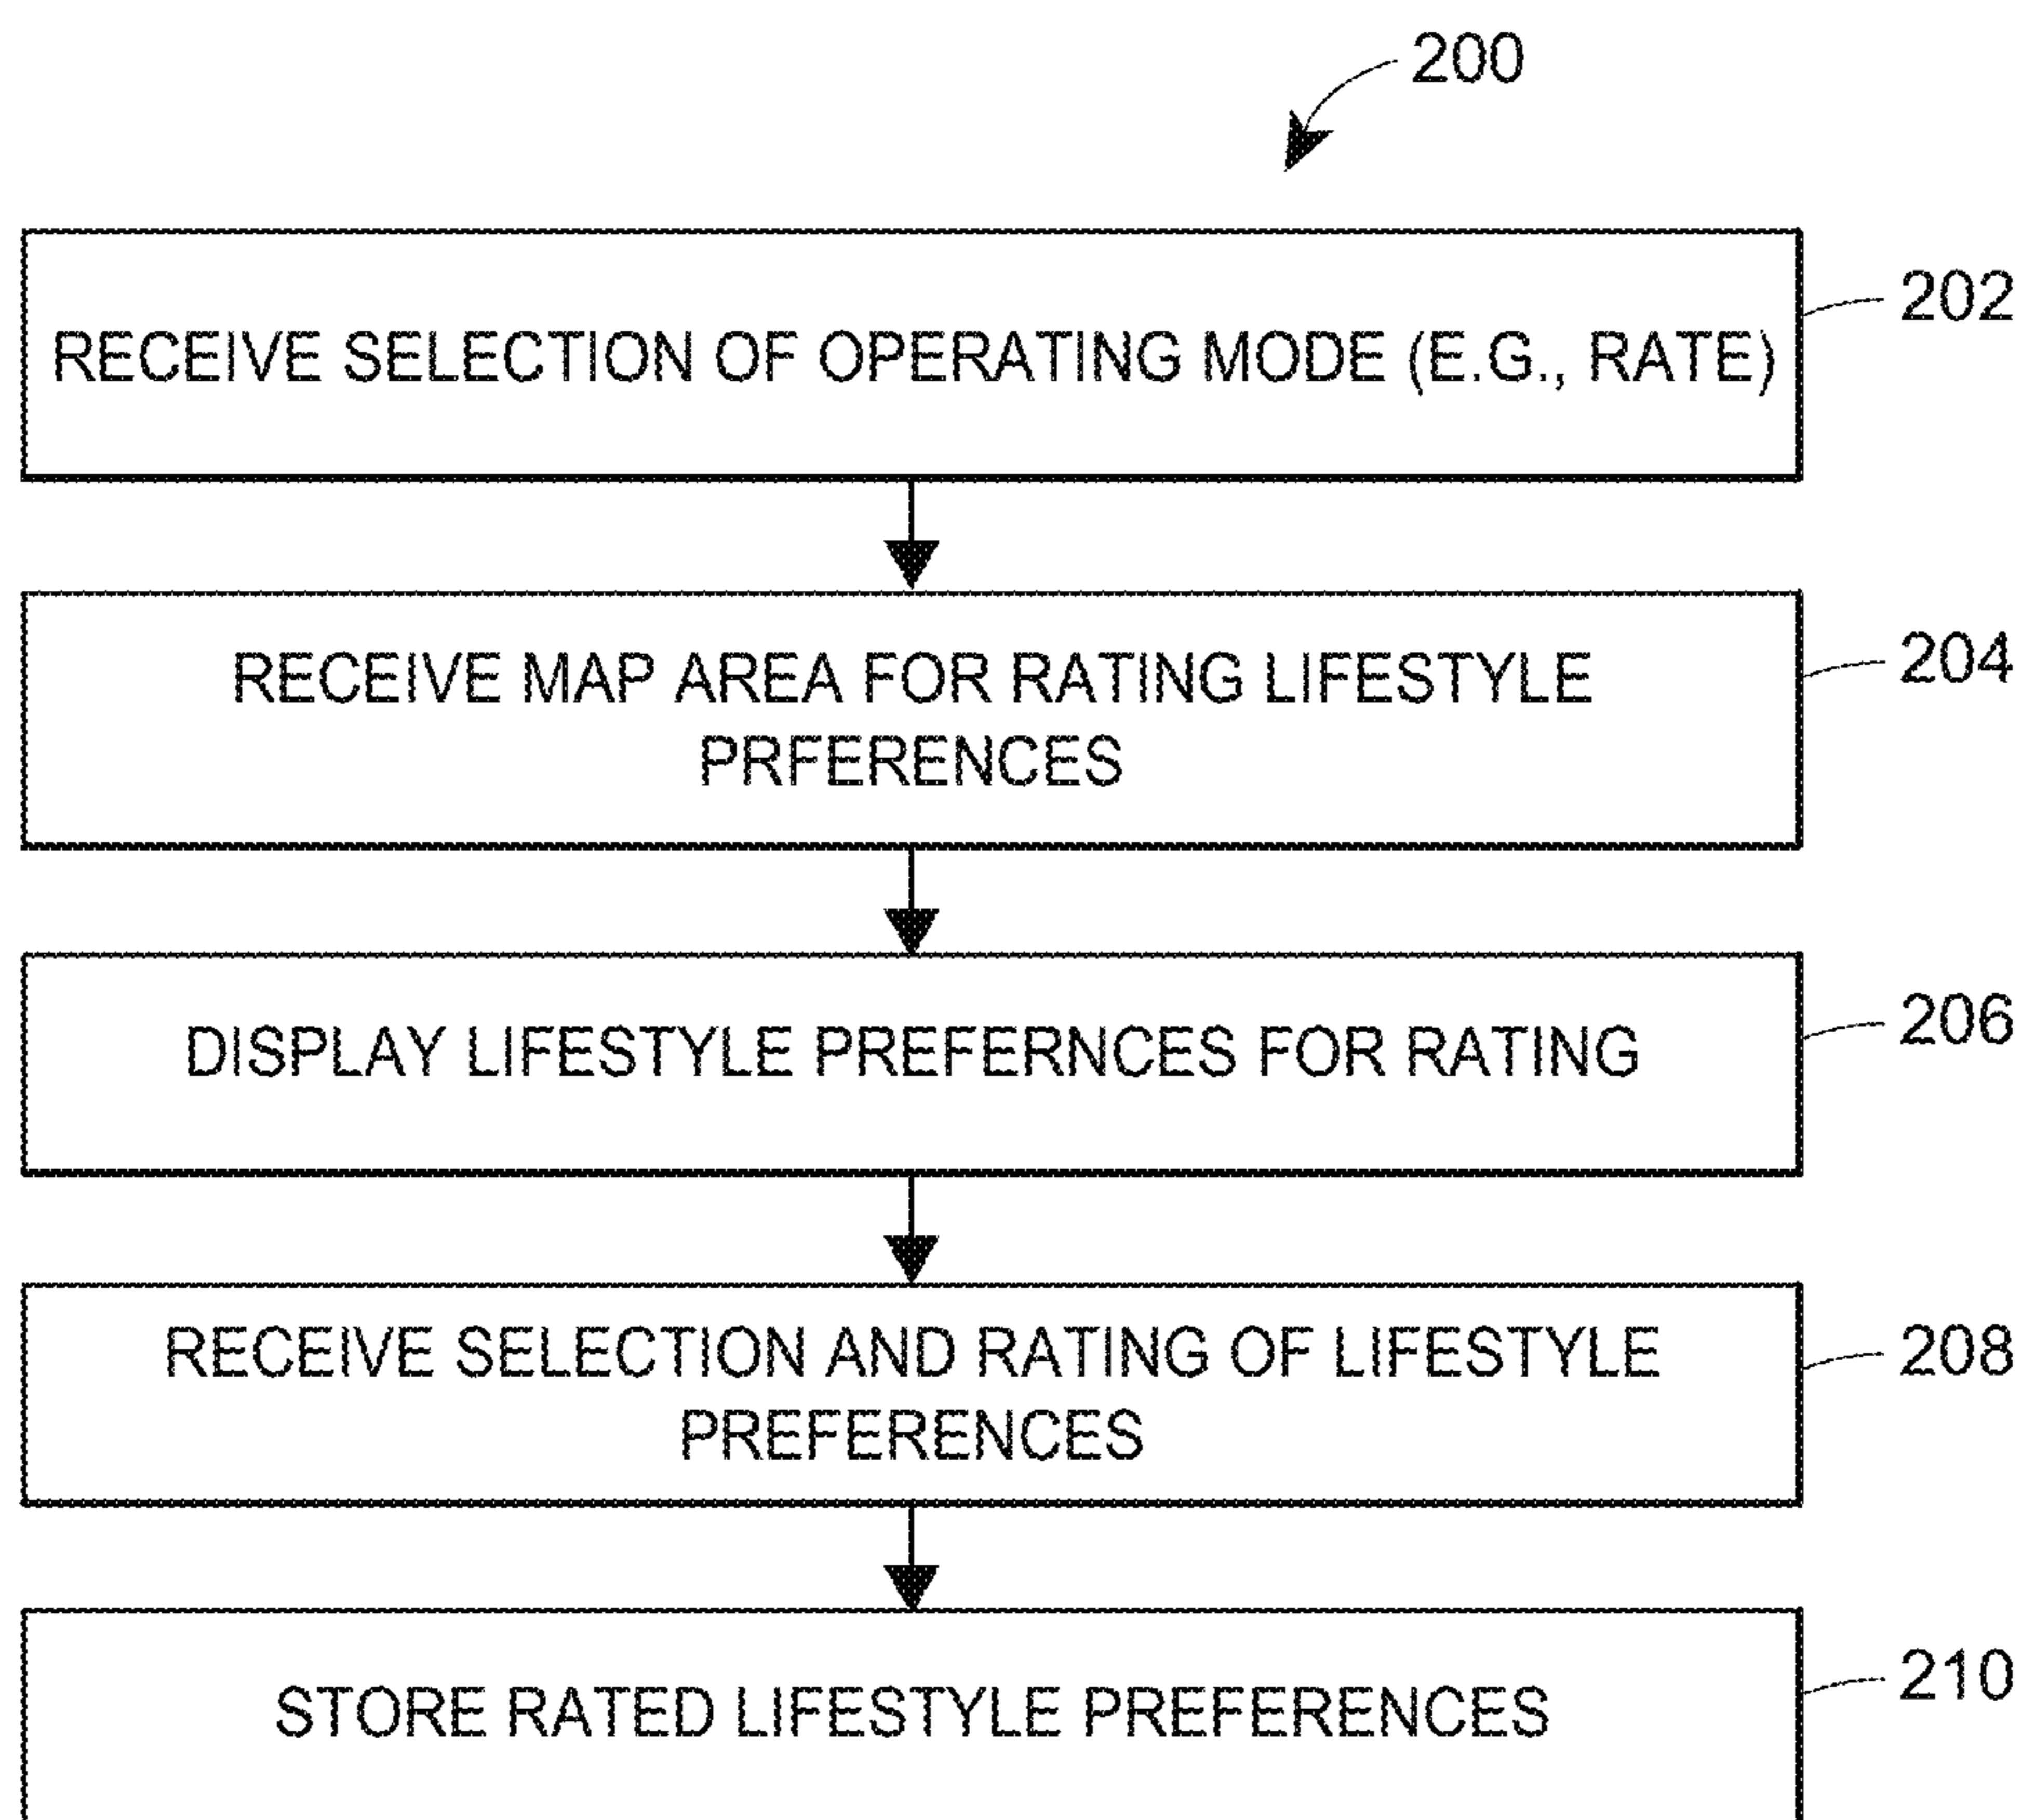 200
RECEIVE SELECTION OF OPERATING MODE (E.G., RATE)
202
RECEIVE MAP AREA FOR RATING LIFESTYLE
PRFERENCES
204
DISPLAY LIFESTYLE PREFERNCES FOR RATING
206
RECEIVE SELECTION AND RATING OF LIFESTYLE
PREFERENCES
208
STORE RATED LIFESTYLE PREFERENCES
210